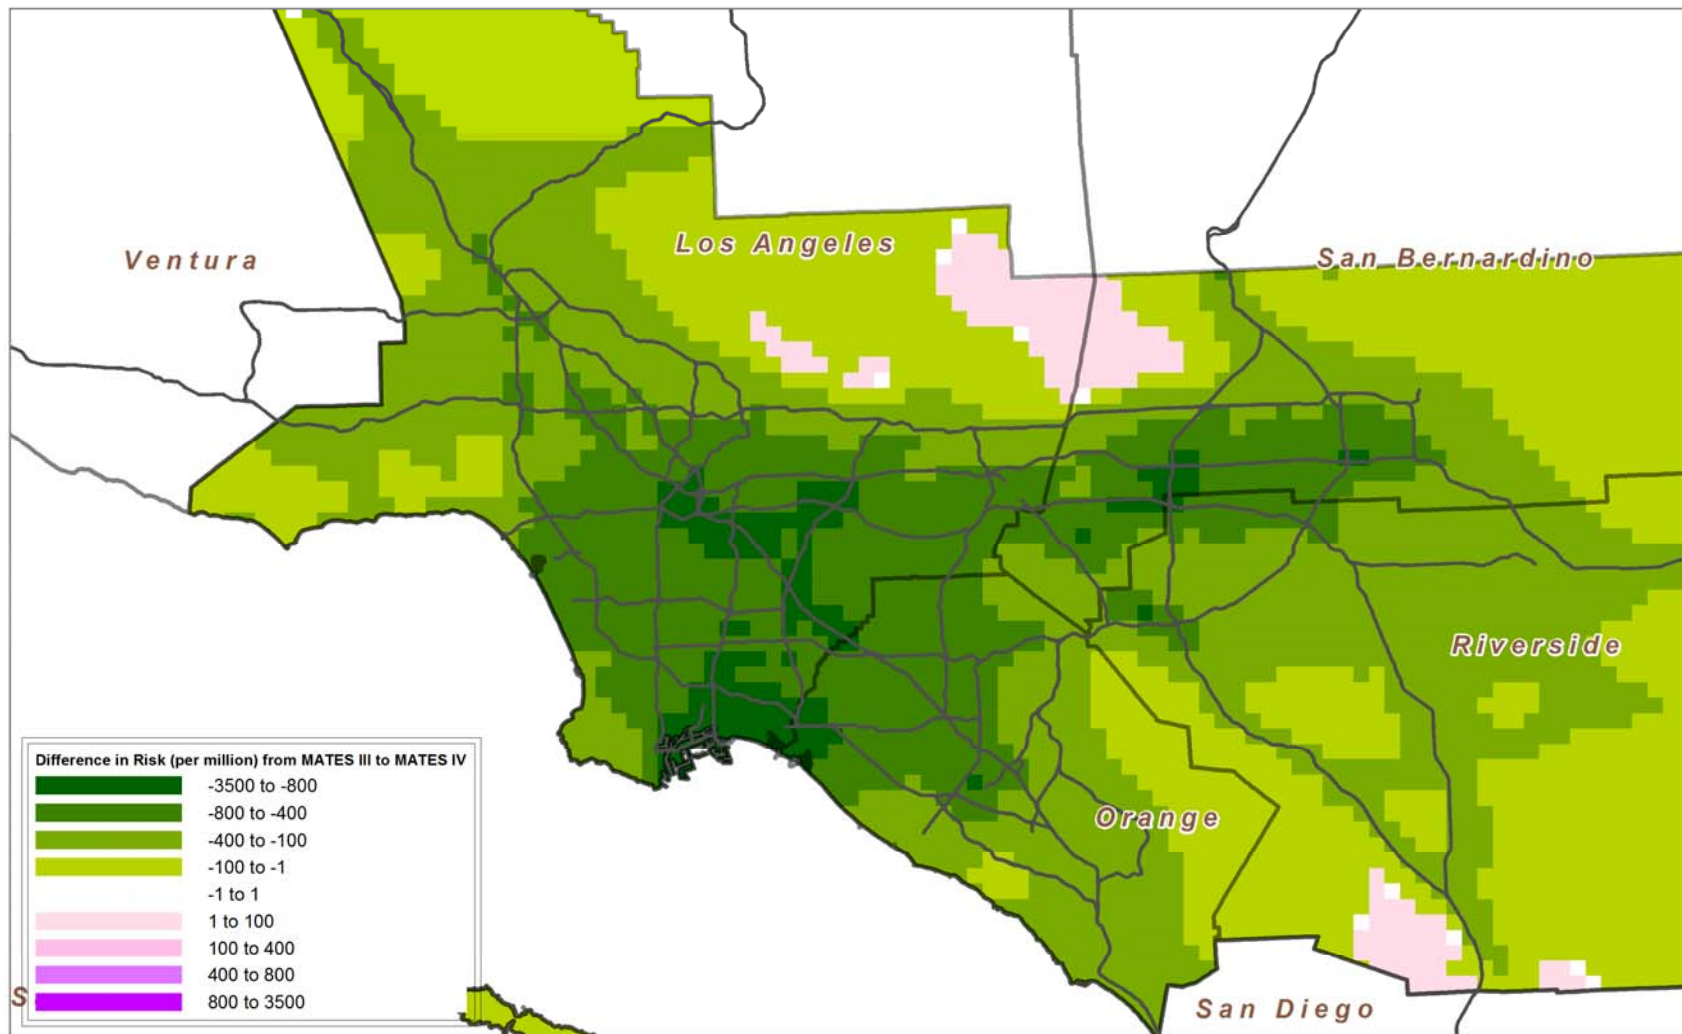 Ventura
Los Angeles
San Bernardino
Riverside
Orange
San Diego
S
Difference in Risk (per million) from MATES III to MATES IV
-3500 to -800
-800 to -400
-400 to -100
-100 to -1
-1 to 1
1 to 100
100 to 400
400 to 800
800 to 3500